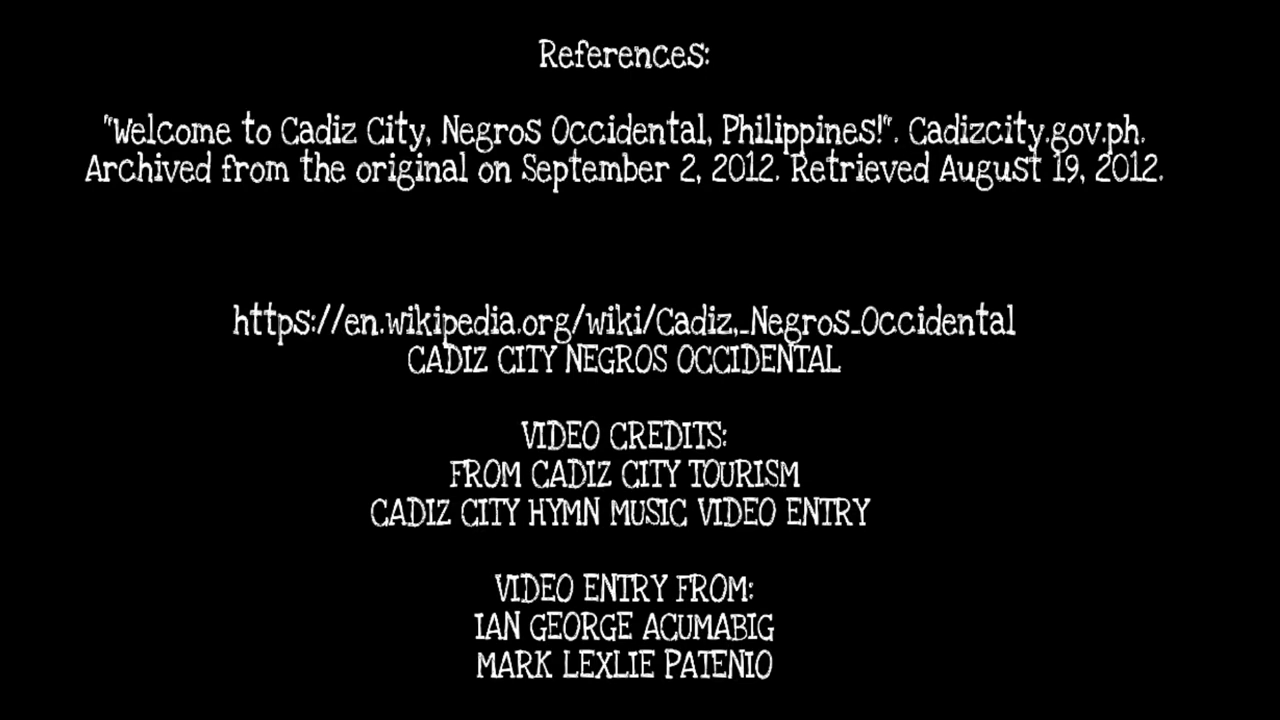 References:
"Welcome to Cadiz City, Negros Occidental, Philippines!". Cadizcity.gov.ph.
Archived from the original on September 2, 2012. Retrieved August 19, 2012.
https://en.wikipedia.org/wiki/Cadiz,_Negros_Occidental
CADIZ CITY NEGROS OCCIDENTAL
VIDEO CREDITS:
FROM CADIZ CITY TOURISM
CADIZ CITY HYMN MUSIC VIDEO ENTRY
VIDEO ENTRY FROM:
IAN GEORGE ACUMABIG
MARK LEXLIE PATENIO